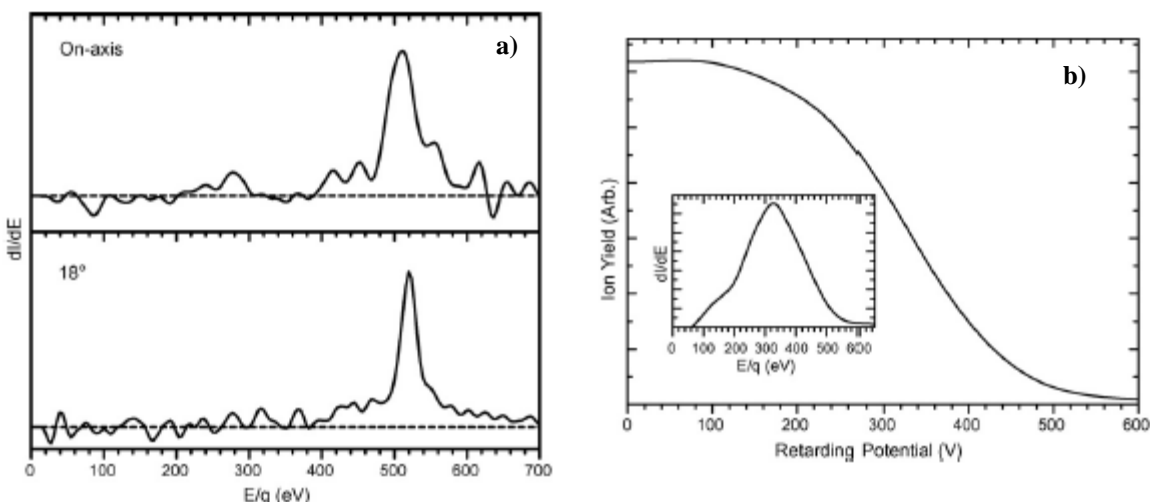 On-axis
a)
18°
dI/dE
0 100 200 300 400 500 600 700
E/q (eV)
b)
Ion Yield (Arb.)
dI/dE
0 100 200 300 400 500 600
E/q (eV)
0 100 200 300 400 500 600
Retarding Potential (V)